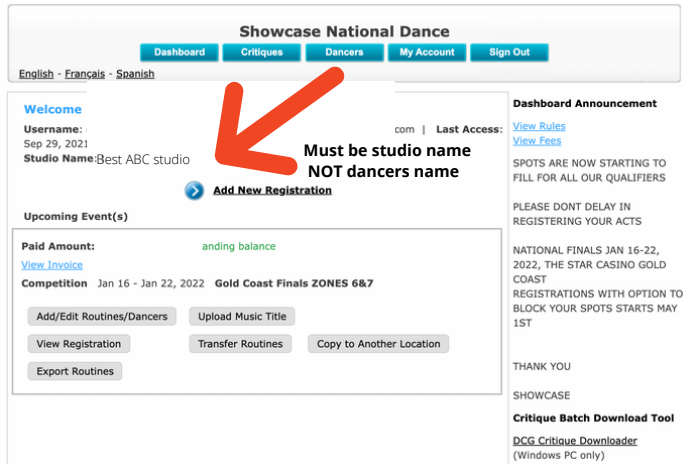 Showcase National Dance
Dashboard Critiques Dancers My Account Sign Out
English - Français - Spanish
Welcome
Username: com | Last Access:
Sep 29, 2021
Studio Name: Best ABC studio
Must be studio name
NOT dancers name
Add New Registration
Upcoming Event(s)
Paid Amount: anding balance
View Invoice
Competition Jan 16 - Jan 22, 2022 Gold Coast Finals ZONES 6&7
Add/Edit Routines/Dancers Upload Music Title
View Registration Transfer Routines Copy to Another Location
Export Routines
Dashboard Announcement
View Rules
View Fees
SPOTS ARE NOW STARTING TO
FILL FOR ALL OUR QUALIFIERS
PLEASE DONT DELAY IN
REGISTERING YOUR ACTS
NATIONAL FINALS JAN 16-22,
2022, THE STAR CASINO GOLD
COAST
REGISTRATIONS WITH OPTION TO
BLOCK YOUR SPOTS STARTS MAY
1ST
THANK YOU
SHOWCASE
Critique Batch Download Tool
DCG Critique Downloader
(Windows PC only)